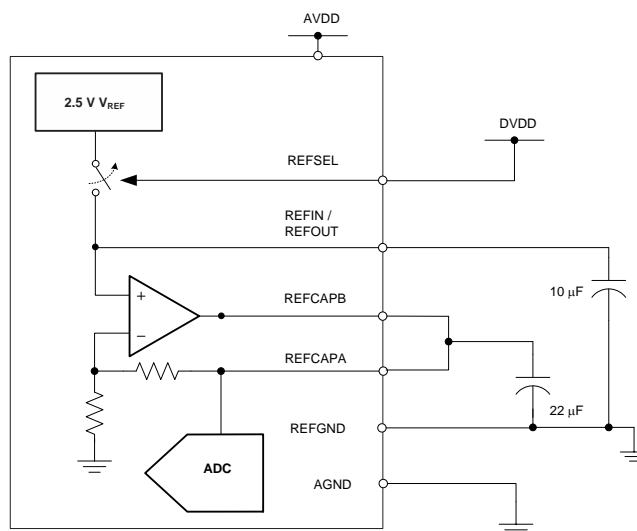 AVDD
2.5 V VREF
DVDD
REFSEL
REFIN /
REFOUT
10 μF
+
REFCAPB
−
REFCAPA
22 μF
REFGND
ADC
AGND